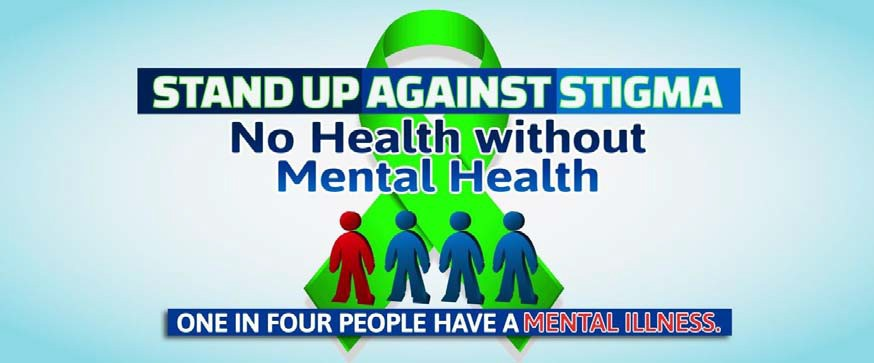 STAND UP AGAINST STIGMA
No Health without
Mental Health
ONE IN FOUR PEOPLE HAVE A MENTAL ILLNESS.